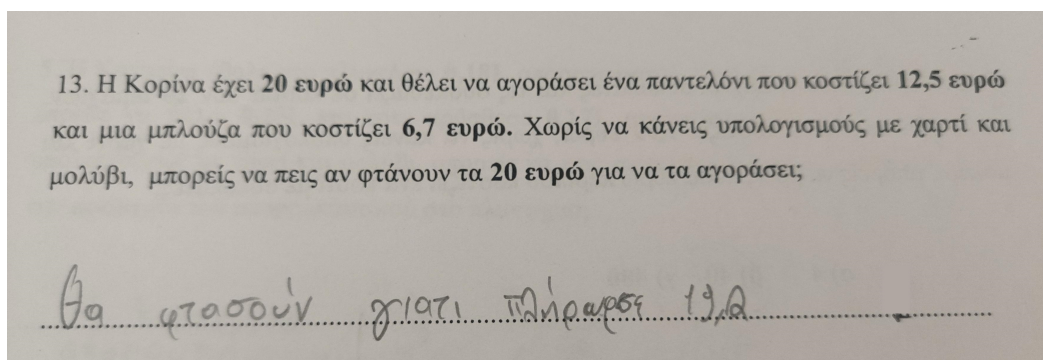 13. Η Κορίνα έχει 20 ευρώ και θέλει να αγοράσει ένα παντελόνι που κοστίζει 12,5 ευρώ
και μια μπλούζα που κοστίζει 6,7 ευρώ. Χωρίς να κάνεις υπολογισμούς με χαρτί και
μολύβι, μπορείς να πεις αν φτάνουν τα 20 ευρώ για να τα αγοράσει;
θα φτασούν γιατι πλήραρσε 19,2